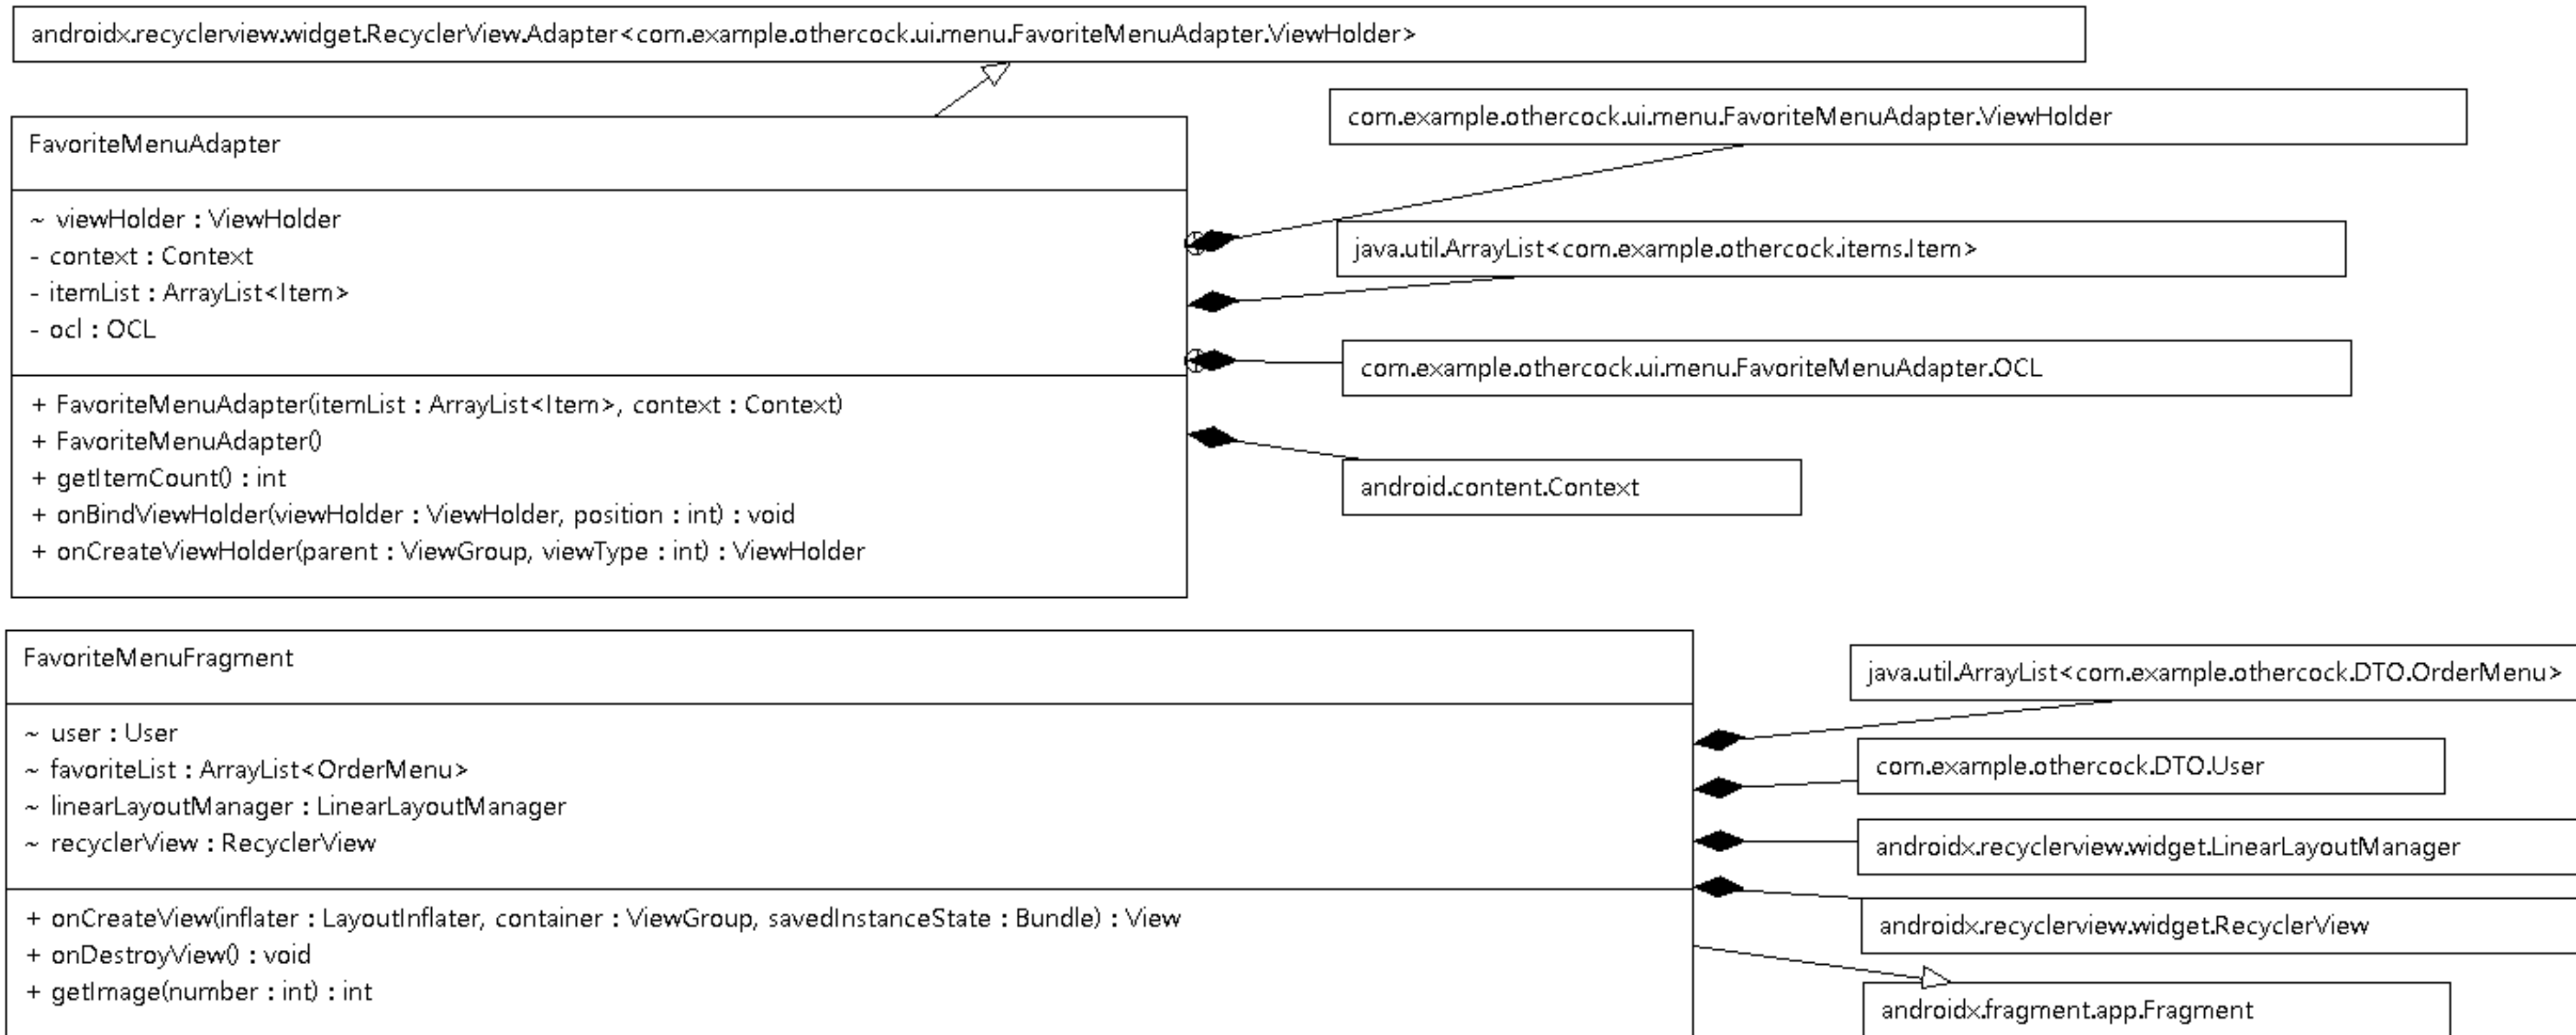 androidx.recyclerview.widget.RecyclerView.Adapter<com.example.othercock.ui.menu.FavoriteMenuAdapter.ViewHolder>
com.example.othercock.ui.menu.FavoriteMenuAdapter.ViewHolder
FavoriteMenuAdapter
~ viewHolder : ViewHolder
- context : Context
- itemList : ArrayList<Item>
- ocl : OCL
java.util.ArrayList<com.example.othercock.items.Item>
com.example.othercock.ui.menu.FavoriteMenuAdapter.OCL
+ FavoriteMenuAdapter(itemList : ArrayList<Item>, context : Context)
+ FavoriteMenuAdapter()
+ getItemCount() : int
+ onBindViewHolder(viewHolder : ViewHolder, position : int) : void
+ onCreateViewHolder(parent : ViewGroup, viewType : int) : ViewHolder
android.content.Context
FavoriteMenuFragment
~ user : User
~ favoriteList : ArrayList<OrderMenu>
~ linearLayoutManager : LinearLayoutManager
~ recyclerView : RecyclerView
+ onCreateView(inflater : LayoutInflater, container : ViewGroup, savedInstanceState : Bundle) : View
+ onDestroyView() : void
+ getImage(number : int) : int
java.util.ArrayList<com.example.othercock.DTO.OrderMenu>
com.example.othercock.DTO.User
androidx.recyclerview.widget.LinearLayoutManager
androidx.recyclerview.widget.RecyclerView
androidx.fragment.app.Fragment